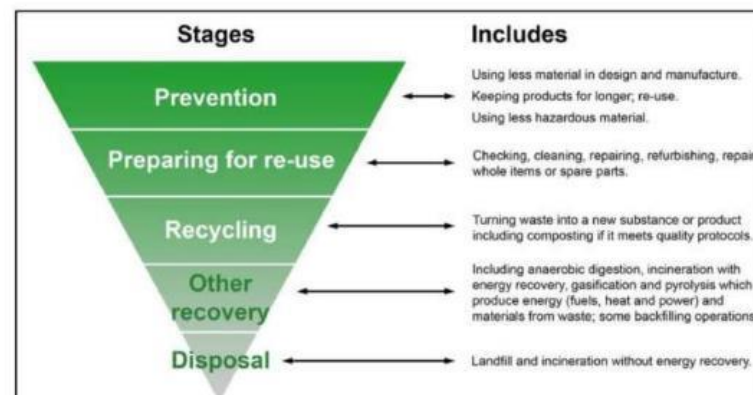 Stages
Includes
Prevention
Using less material in design and manufacture.
Keeping products for longer; re-use.
Using less hazardous material.
Preparing for re-use
Checking, cleaning, repairing, refurbishing, repair
whole items or spare parts.
Recycling
Turning waste into a new substance or product
including composting if it meets quality protocols.
Other
recovery
Including anaerobic digestion, incineration with
energy recovery, gasification and pyrolysis which
produce energy (fuels, heat and power) and
materials from waste; some backfilling operations
Disposal
Landfill and incineration without energy recovery.